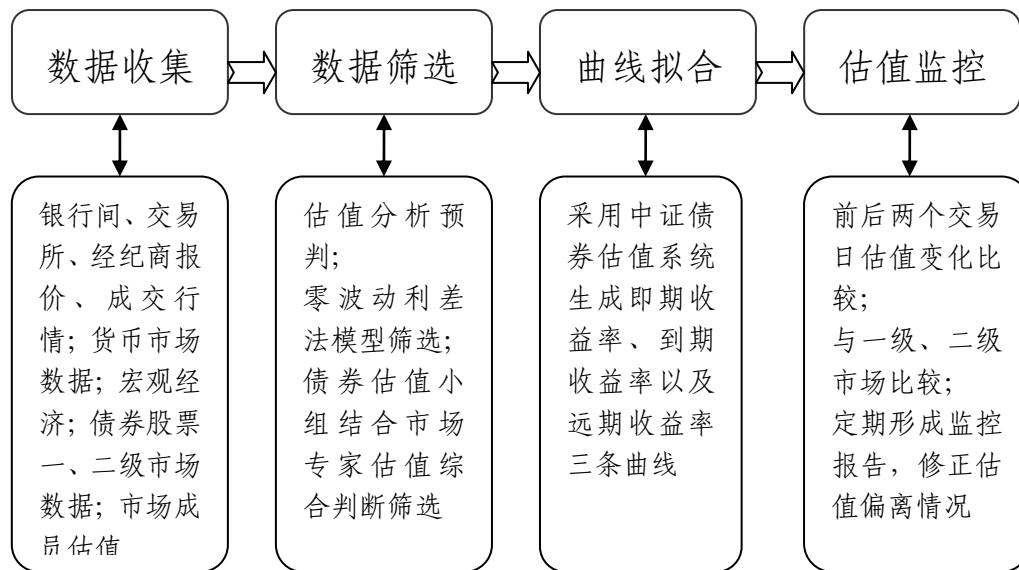 数据收集
数据筛选
曲线拟合
估值监控
银行间、交易
所、经纪商报
价、成交行
情；货币市场
数据；宏观经
济；债券股票
一、二级市场
数据；市场成
员估值
估值分析预
判；
零波动利差
法模型筛选；
债券估值小
组结合市场
专家估值综
合判断筛选
采用中证债
券估值系统
生成即期收
益率、到期
收益率以及
远期收益率
三条曲线
前后两个交易
日估值变化比
较；
与一级、二级
市场比较；
定期形成监控
报告，修正估
值偏离情况